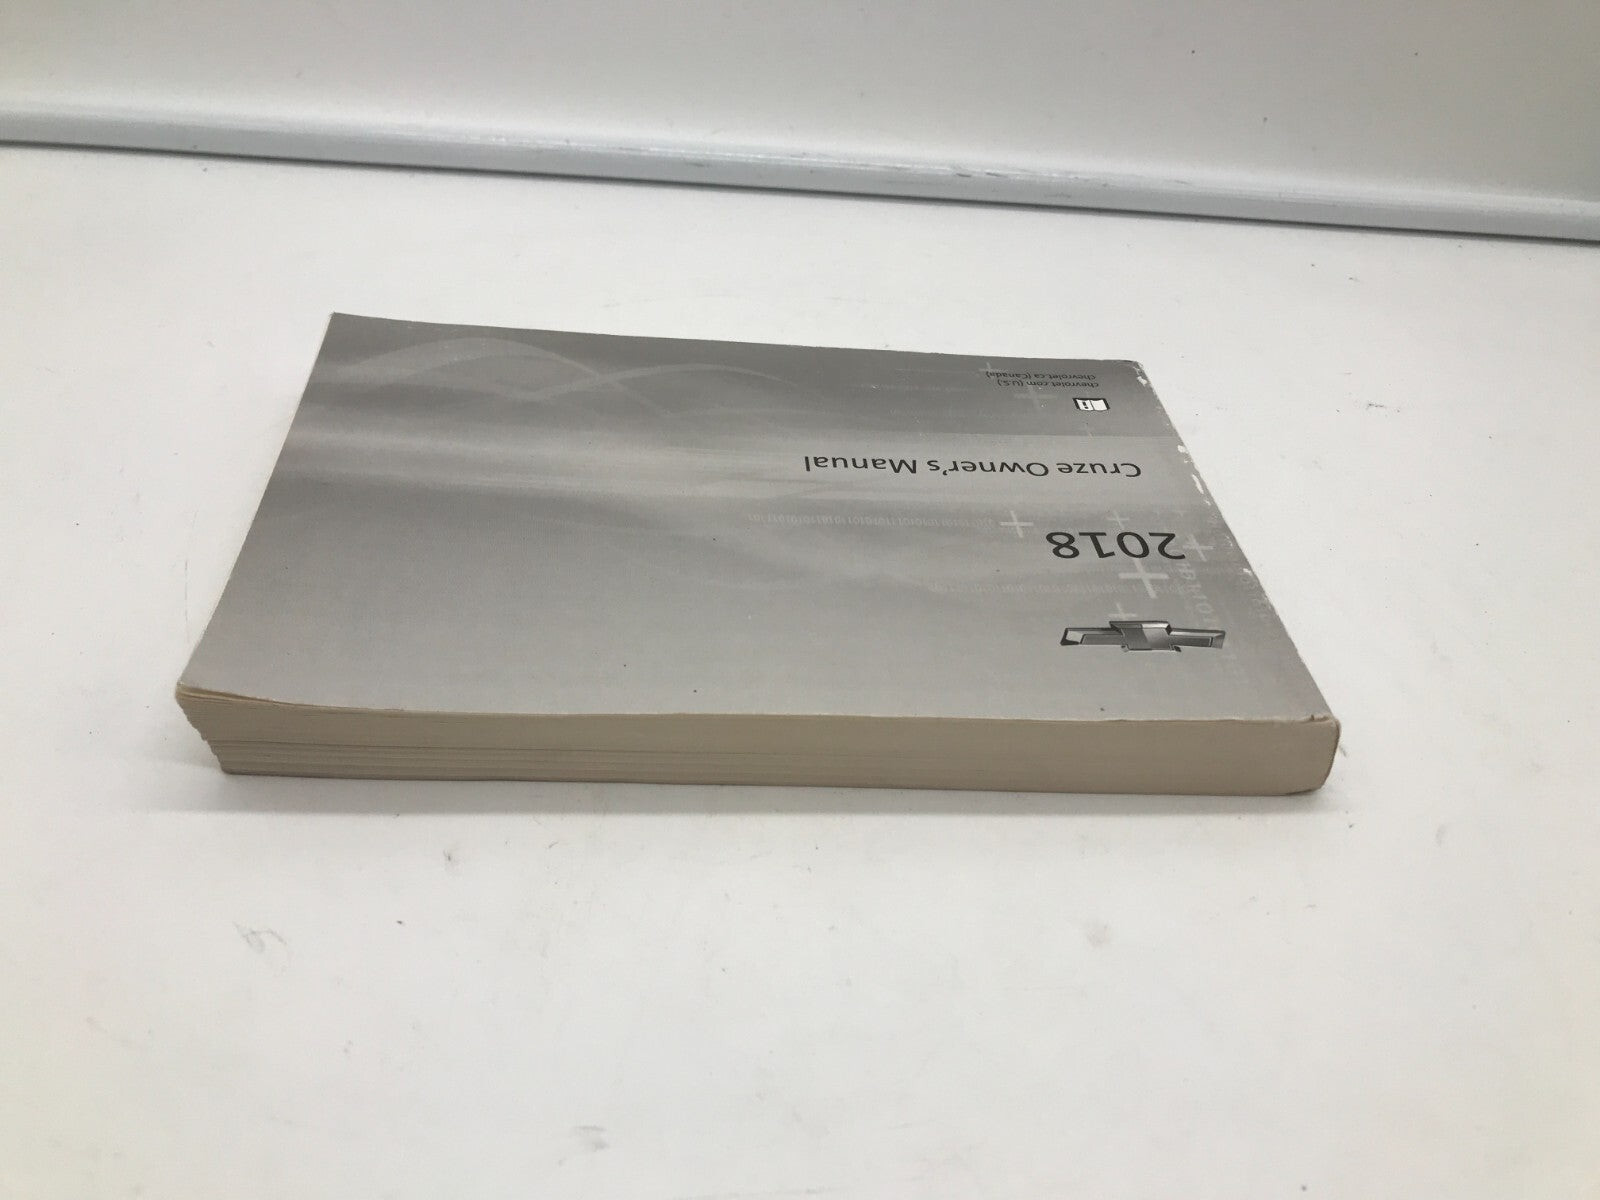 2018
Cruze Owner's Manual
chevrolet.com (U.S.)
chevrolet.ca (Canada)